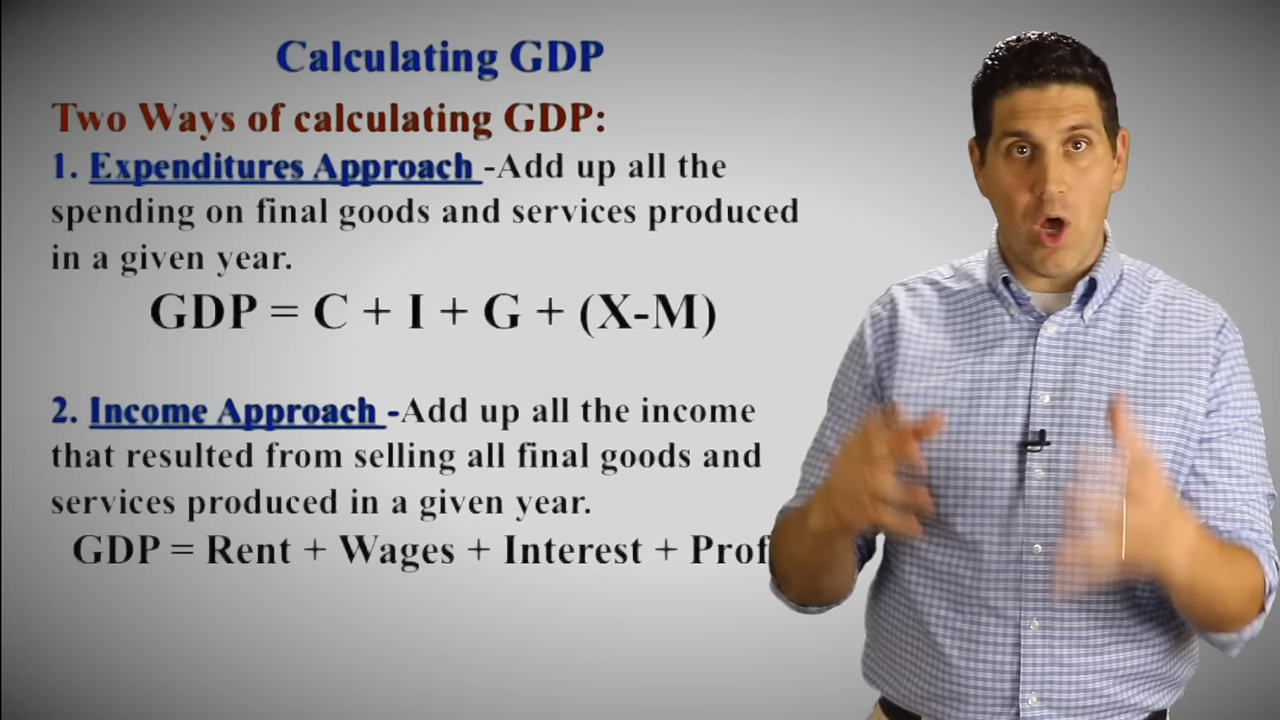 Calculating GDP
Two Ways of calculating GDP:
1. Expenditures Approach -Add up all the
spending on final goods and services produced
in a given year.
GDP = C + I + G + (X-M)
2. Income Approach -Add up all the income
that resulted from selling all final goods and
services produced in a given year.
GDP = Rent + Wages + Interest + Prof